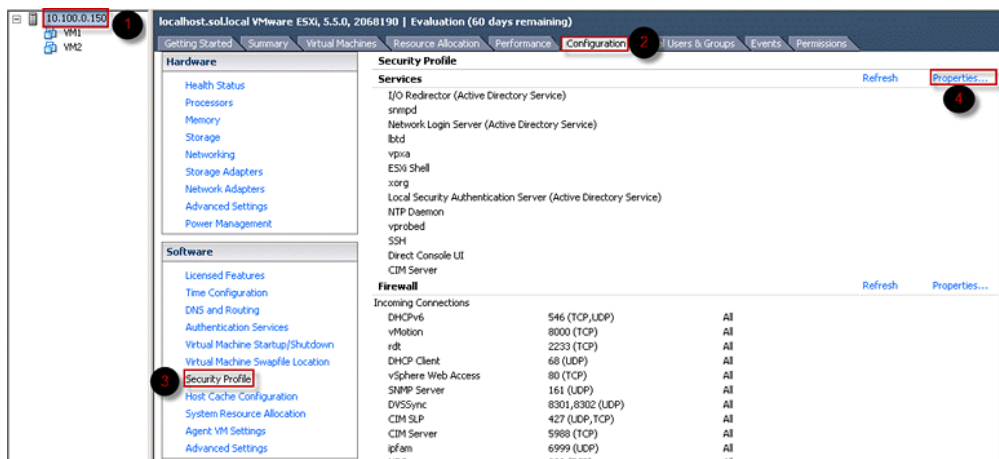 10.100.0.150
1
VM1
VM2
localhost.sol.local VMware ESXi, 5.5.0, 2068190 | Evaluation (60 days remaining)
Getting Started Summary Virtual Machines Resource Allocation Performance Configuration 2 Users & Groups Events Permissions
Hardware
Health Status
Processors
Memory
Storage
Networking
Storage Adapters
Network Adapters
Advanced Settings
Power Management
Software
Licensed Features
Time Configuration
DNS and Routing
Authentication Services
Virtual Machine Startup/Shutdown
Virtual Machine Swapfile Location
3 Security Profile
Host Cache Configuration
System Resource Allocation
Agent VM Settings
Advanced Settings
Security Profile
Services Refresh Properties...
4
I/O Redirector (Active Directory Service)
snmpd
Network Login Server (Active Directory Service)
lbtd
vpxa
ESXi Shell
xorg
Local Security Authentication Server (Active Directory Service)
NTP Daemon
vprobed
SSH
Direct Console UI
CIM Server
Firewall Refresh Properties...
Incoming Connections
DHCPv6 546 (TCP,UDP) All
vMotion 8000 (TCP) All
rdt 2233 (TCP) All
DHCP Client 68 (UDP) All
vSphere Web Access 80 (TCP) All
SNMP Server 161 (UDP) All
DVSSync 8301,8302 (UDP) All
CIM SLP 427 (UDP,TCP) All
CIM Server 5988 (TCP) All
ipfam 6999 (UDP) All